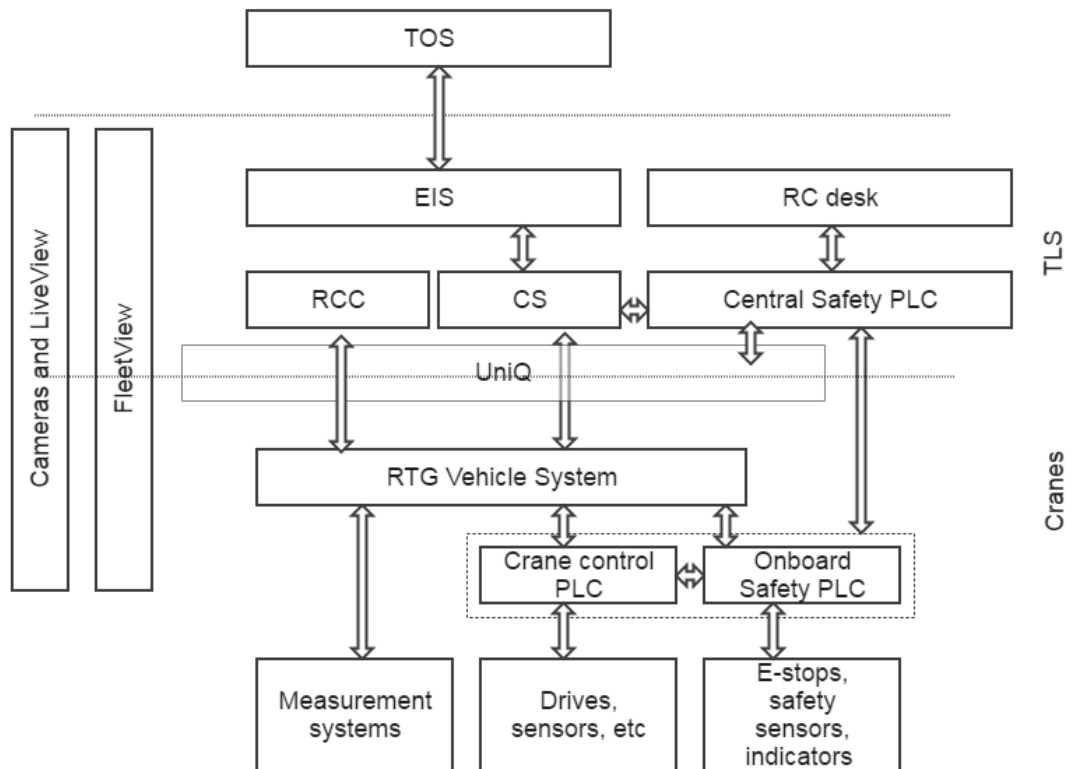 TOS
EIS
RC desk
TLS
RCC
CS
Central Safety PLC
Cameras and LiveView
FleetView
UniQ
RTG Vehicle System
Cranes
Crane control
PLC
Onboard
Safety PLC
Measurement
systems
Drives,
sensors, etc
E-stops,
safety
sensors,
indicators